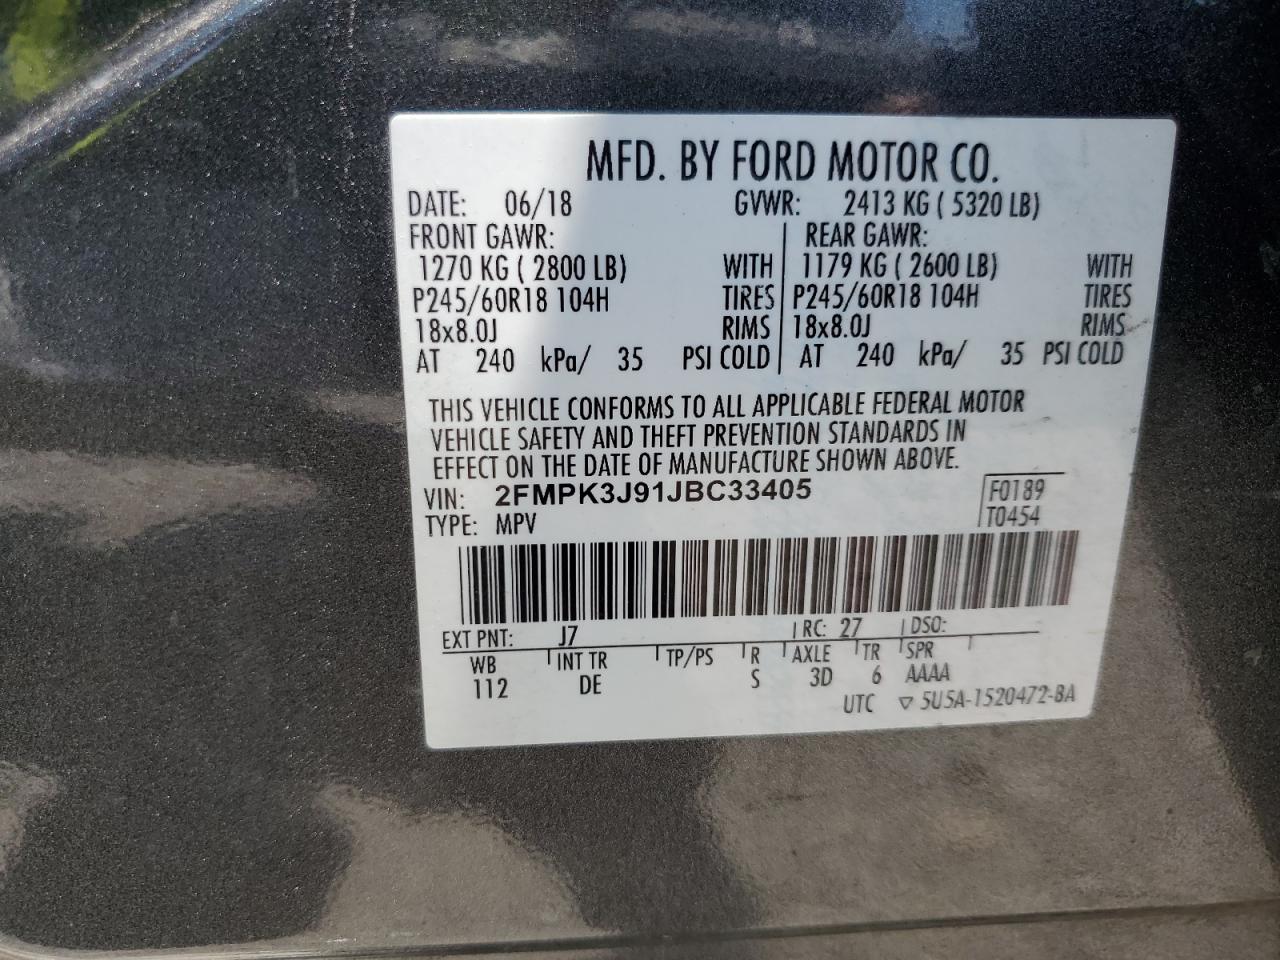 MFD. BY FORD MOTOR CO.
DATE: 06/18 GVWR: 2413 KG ( 5320 LB)
FRONT GAWR: REAR GAWR:
1270 KG ( 2800 LB) WITH 1179 KG ( 2600 LB) WITH
P245/60R18 104H TIRES P245/60R18 104H TIRES
18x8.0J RIMS 18x8.0J RIMS
AT 240 kPa/ 35 PSI COLD AT 240 kPa/ 35 PSI COLD
THIS VEHICLE CONFORMS TO ALL APPLICABLE FEDERAL MOTOR
VEHICLE SAFETY AND THEFT PREVENTION STANDARDS IN
EFFECT ON THE DATE OF MANUFACTURE SHOWN ABOVE.
VIN: 2FMPK3J91JBC33405 F0189
TYPE: MPV T0454
EXT PNT: J7 RC: 27 DSO:
WB INT TR TP/PS R AXLE TR SPR
112 DE S 3D 6 AAAA
UTC ▽ 5U5A-1520472-BA